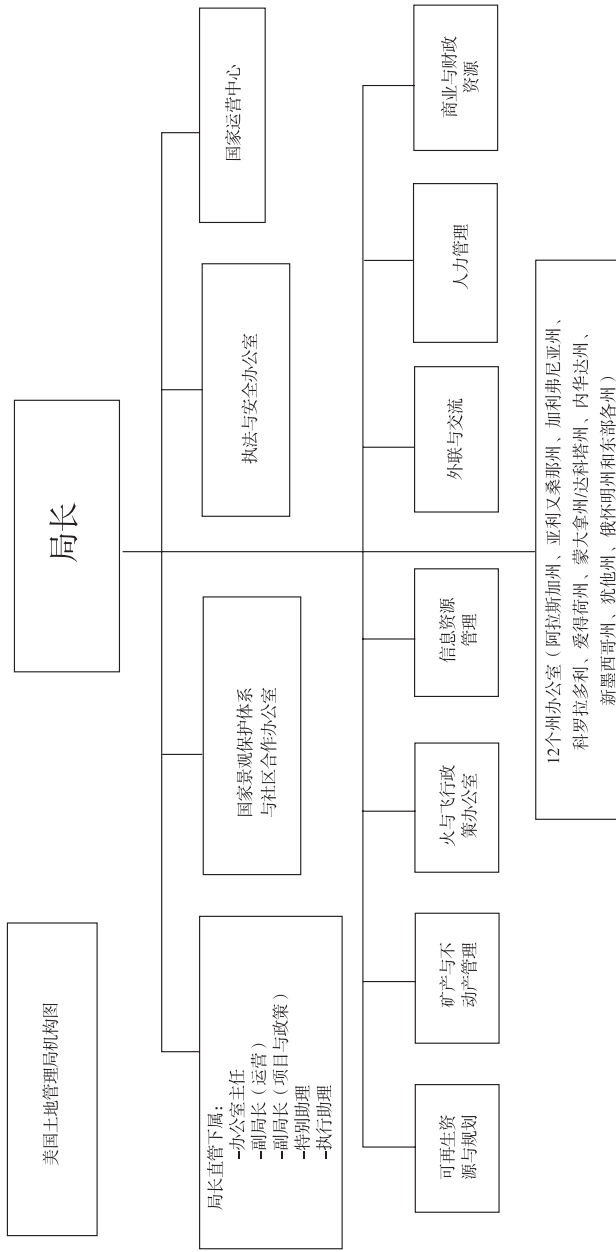 美国土地管理局机构图
局长
局长直管下属：
-办公室主任
-副局长（运营）
-副局长（项目与政策）
-特别助理
-执行助理
国家景观保护体系
与社区合作办公室
执法与安全办公室
国家运营中心
可再生资
源与规划
矿产与不
动产管理
火与飞行政
策办公室
信息资源
管理
外联与交流
人力管理
商业与财政
资源
12个州办公室（阿拉斯加州、亚利又桑那州、加利弗尼亚州、
科罗拉多利、爱得荷州、蒙大拿州/达科塔州、内华达州、
新墨西哥州、犹他州、俄怀明州和东部各州）